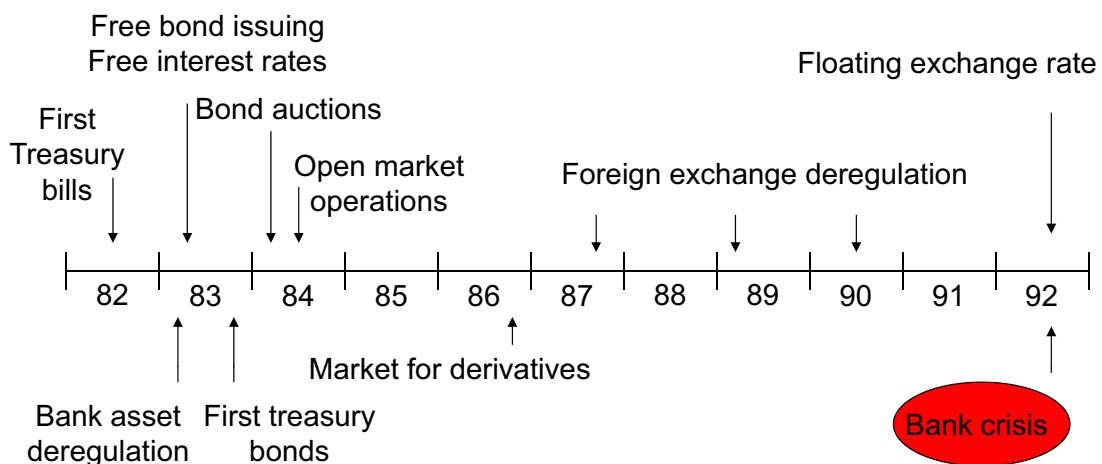 Free bond issuing
Free interest rates
Floating exchange rate
Bond auctions
First
Treasury
bills
Open market
operations
Foreign exchange deregulation
82 83 84 85 86 87 88 89 90 91 92
Market for derivatives
Bank asset
deregulation
First treasury
bonds
Bank crisis